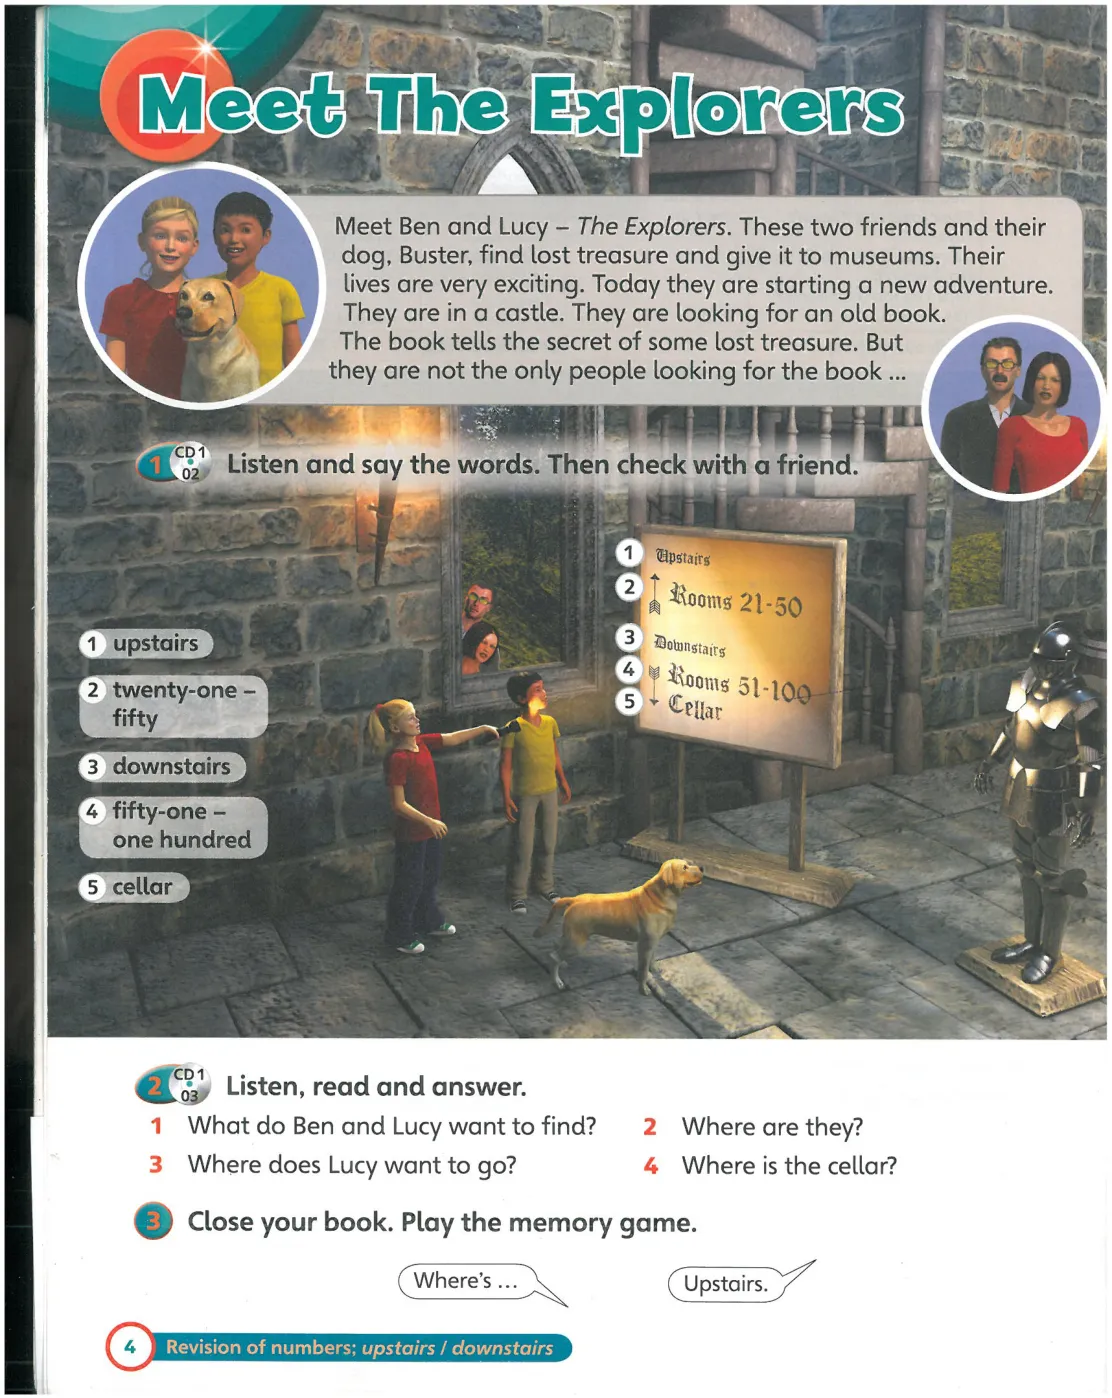 Meet The Explorers
Meet Ben and Lucy – The Explorers. These two friends and their
dog, Buster, find lost treasure and give it to museums. Their
lives are very exciting. Today they are starting a new adventure.
They are in a castle. They are looking for an old book.
The book tells the secret of some lost treasure. But
they are not the only people looking for the book ...
1 CD1 02 Listen and say the words. Then check with a friend.
1 upstairs
2 twenty-one –
fifty
3 downstairs
4 fifty-one –
one hundred
5 cellar
1 Upstairs
2 Rooms 21-50
3 Downstairs
4 Rooms 51-100
5 Cellar
2 CD1 03 Listen, read and answer.
1 What do Ben and Lucy want to find? 2 Where are they?
3 Where does Lucy want to go? 4 Where is the cellar?
3 Close your book. Play the memory game.
Where's ... Upstairs.
4 Revision of numbers; upstairs / downstairs